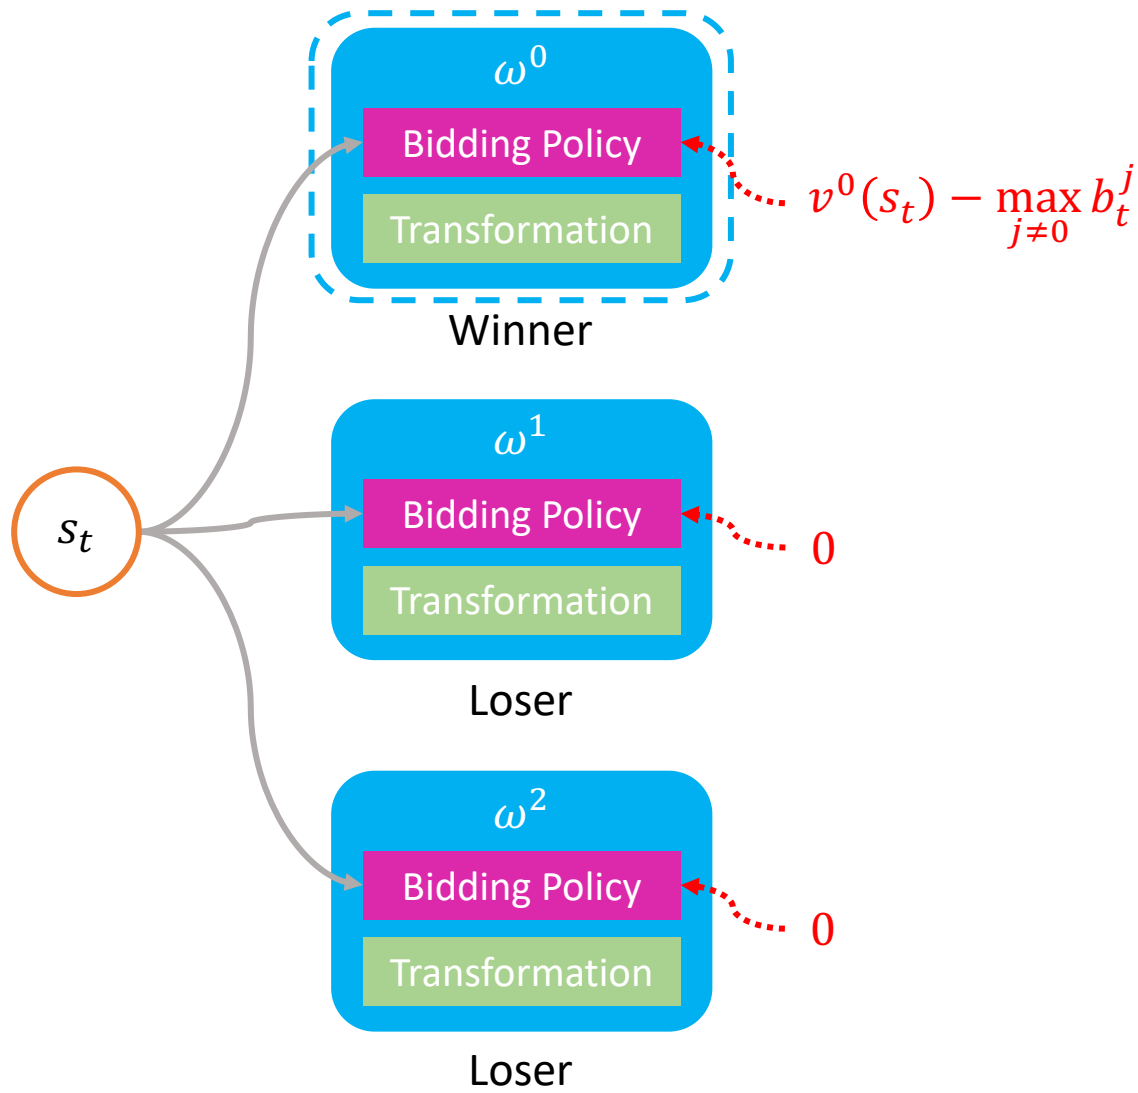 ω⁰
Bidding Policy
Transformation
Winner
v⁰(sₜ) − max_{j≠0} bₜʲ
ω¹
Bidding Policy
Transformation
Loser
0
sₜ
ω²
Bidding Policy
Transformation
Loser
0